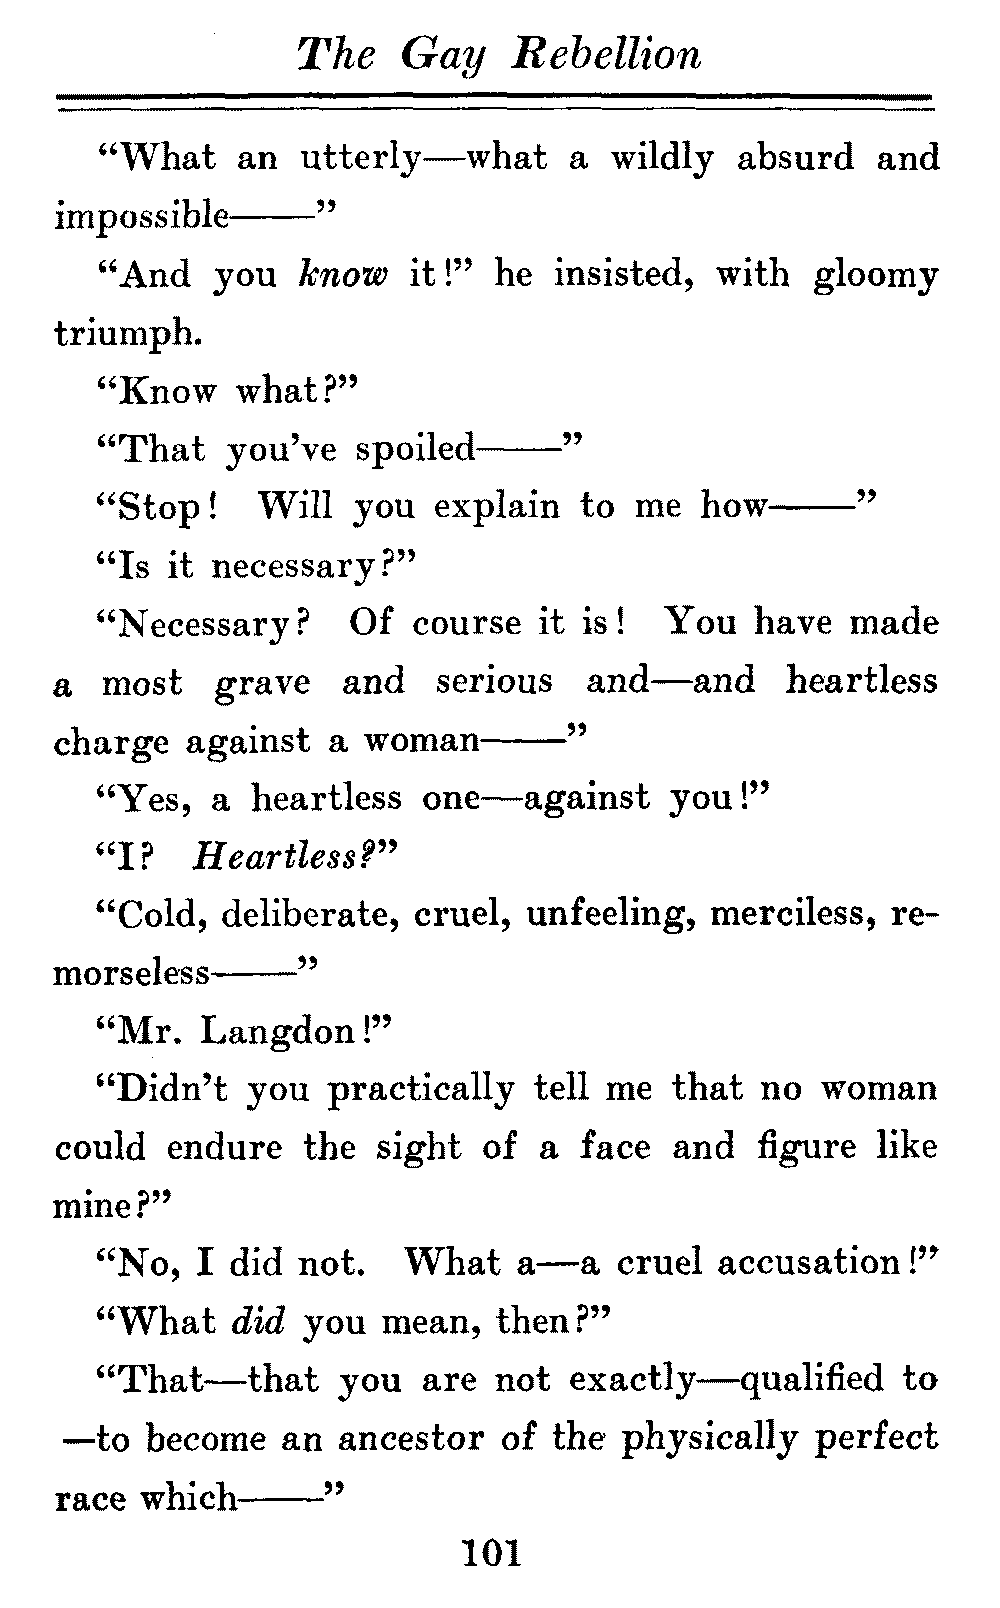 The Gay Rebellion
“What an utterly—what a wildly absurd and
impossible——”
“And you know it!” he insisted, with gloomy
triumph.
“Know what?”
“That you’ve spoiled——”
“Stop! Will you explain to me how——”
“Is it necessary?”
“Necessary? Of course it is! You have made
a most grave and serious and—and heartless
charge against a woman——”
“Yes, a heartless one—against you!”
“I? Heartless?”
“Cold, deliberate, cruel, unfeeling, merciless, re-
morseless——”
“Mr. Langdon!”
“Didn’t you practically tell me that no woman
could endure the sight of a face and figure like
mine?”
“No, I did not. What a—a cruel accusation!”
“What did you mean, then?”
“That—that you are not exactly—qualified to
—to become an ancestor of the physically perfect
race which——”
101